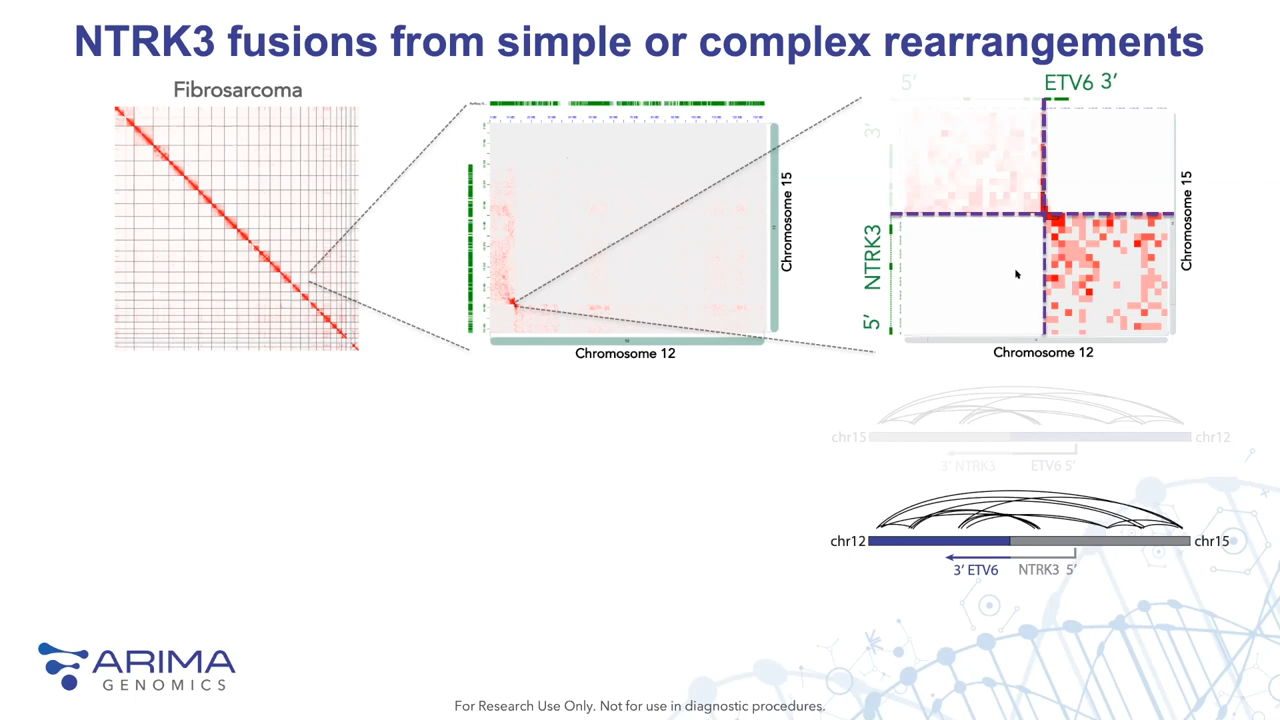 NTRK3 fusions from simple or complex rearrangements
Fibrosarcoma
5’
ETV6 3’
3’
NTRK3
5’
Chromosome 15
Chromosome 15
Chromosome 12
Chromosome 12
chr15
chr12
3’ NTRK3
ETV6 5’
chr12
chr15
3’ ETV6
NTRK3 5’
ARIMA
GENOMICS
For Research Use Only. Not for use in diagnostic procedures.